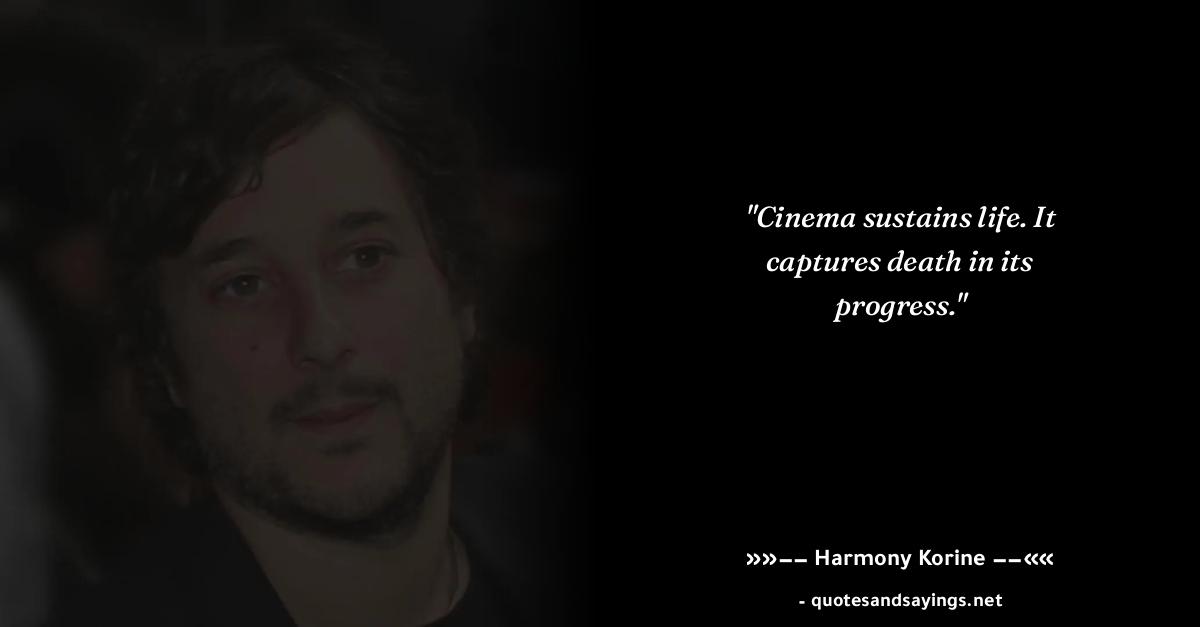 "Cinema sustains life. It
captures death in its
progress."
»»–– Harmony Korine ––««
- quotesandsayings.net